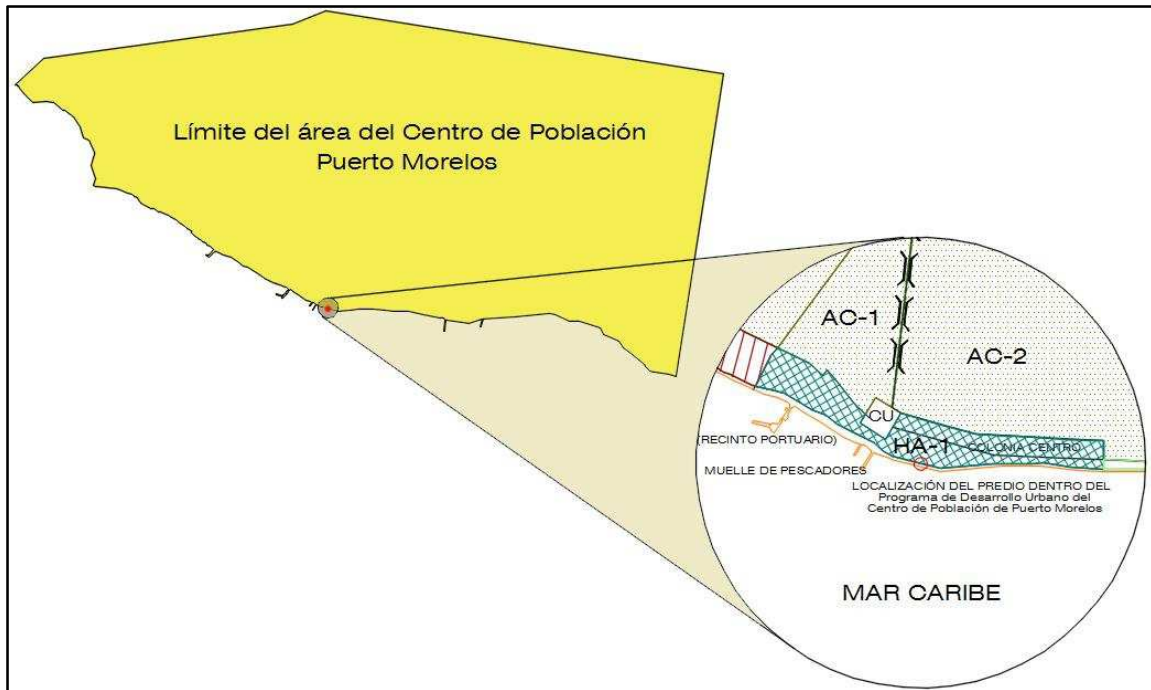 Límite del área del Centro de Población
Puerto Morelos
AC-1
AC-2
CU
(RECINTO PORTUARIO)
HA-1
COLONIA CENTRO
MUELLE DE PESCADORES
LOCALIZACIÓN DEL PREDIO DENTRO DEL
Programa de Desarrollo Urbano del
Centro de Población de Puerto Morelos
MAR CARIBE